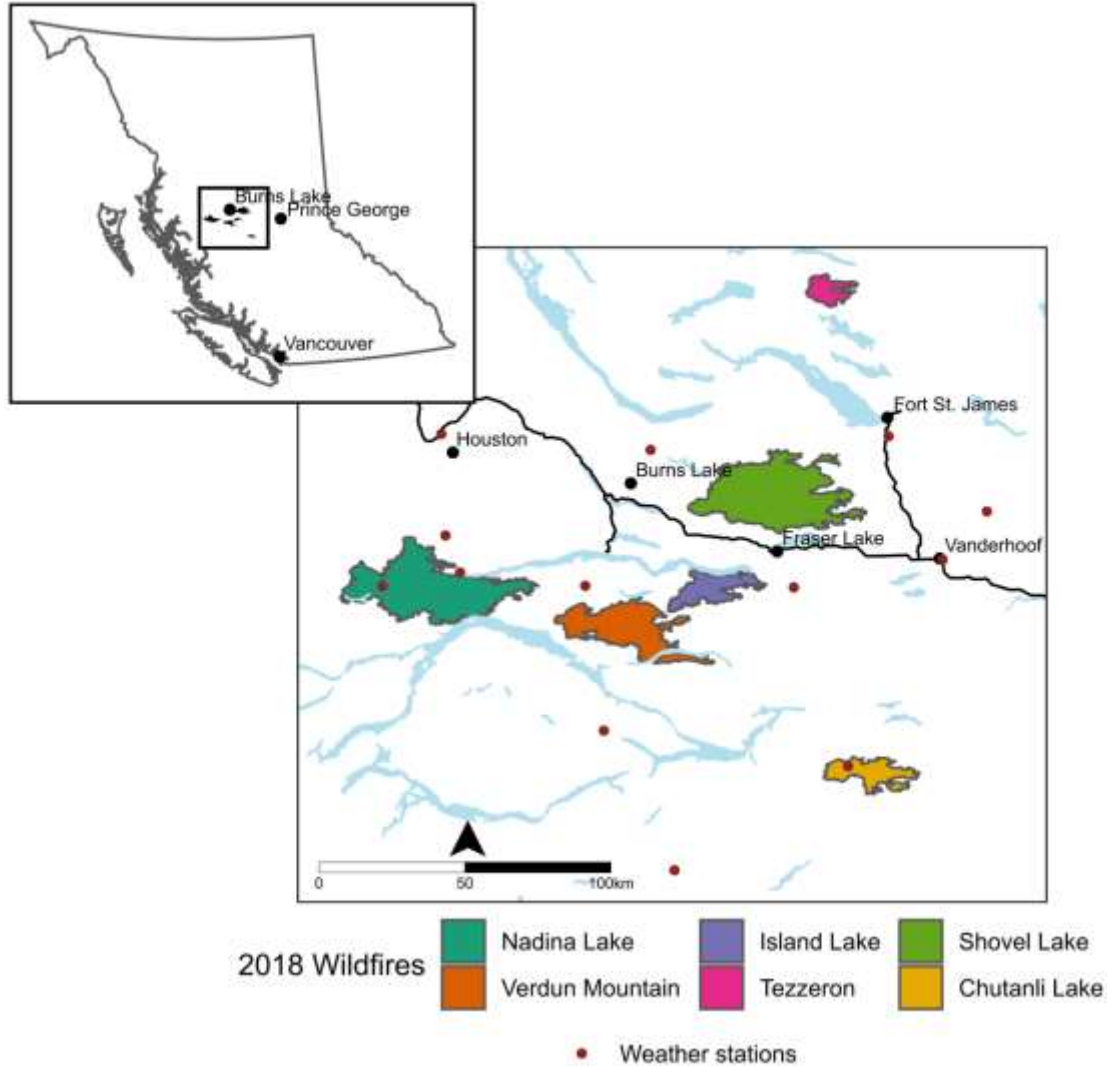 Burns Lake
Prince George
Vancouver
Fort St. James
Houston
Burns Lake
Fraser Lake
Vanderhoof
0 50 100km
2018 Wildfires
Nadina Lake Island Lake Shovel Lake
Verdun Mountain Tezzeron Chutanli Lake
Weather stations